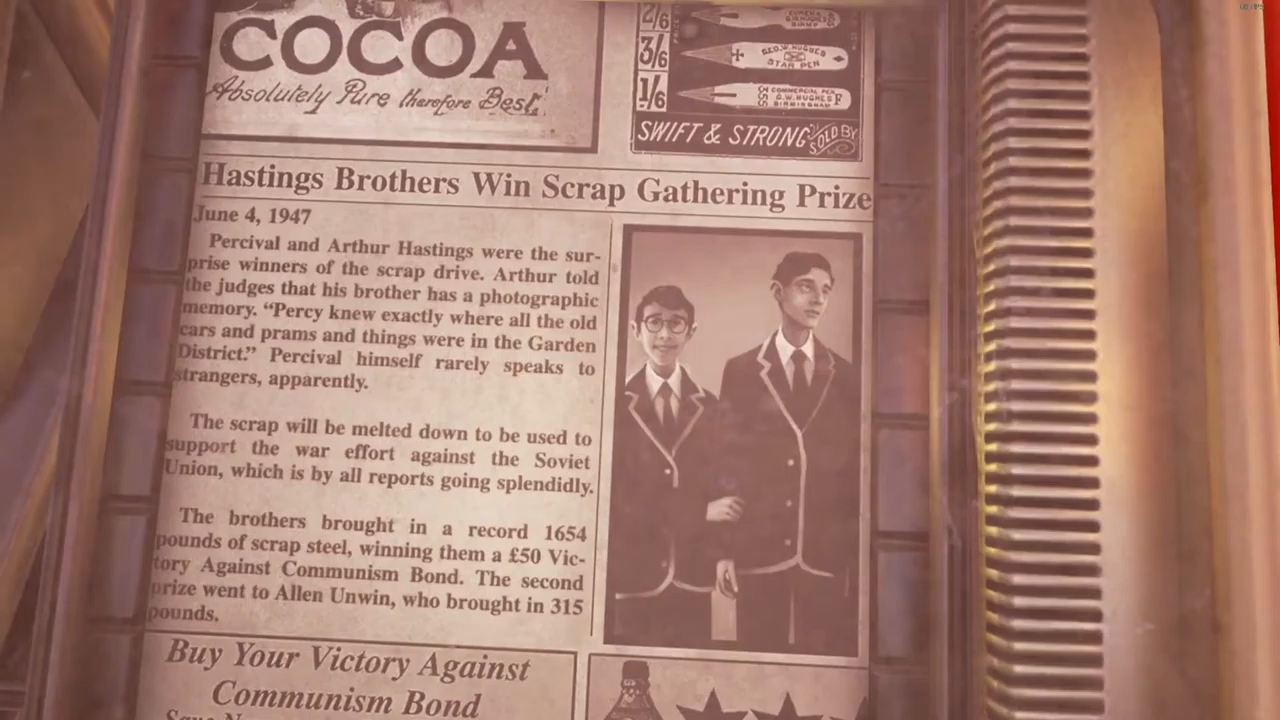 COCOA
Absolutely Pure therefore Best!
2/6
3/6
1/6
GEO. W. HUGHES
STAR PEN
COMMERCIAL PEN
G.W. HUGHES F
BIRMINGHAM
SWIFT & STRONG SOLD BY
Hastings Brothers Win Scrap Gathering Prize
June 4, 1947
Percival and Arthur Hastings were the sur-
prise winners of the scrap drive. Arthur told
the judges that his brother has a photographic
memory. “Percy knew exactly where all the old
cars and prams and things were in the Garden
District.” Percival himself rarely speaks to
strangers, apparently.
The scrap will be melted down to be used to
support the war effort against the Soviet
Union, which is by all reports going splendidly.
The brothers brought in a record 1654
pounds of scrap steel, winning them a £50 Vic-
tory Against Communism Bond. The second
prize went to Allen Unwin, who brought in 315
pounds.
Buy Your Victory Against
Communism Bond